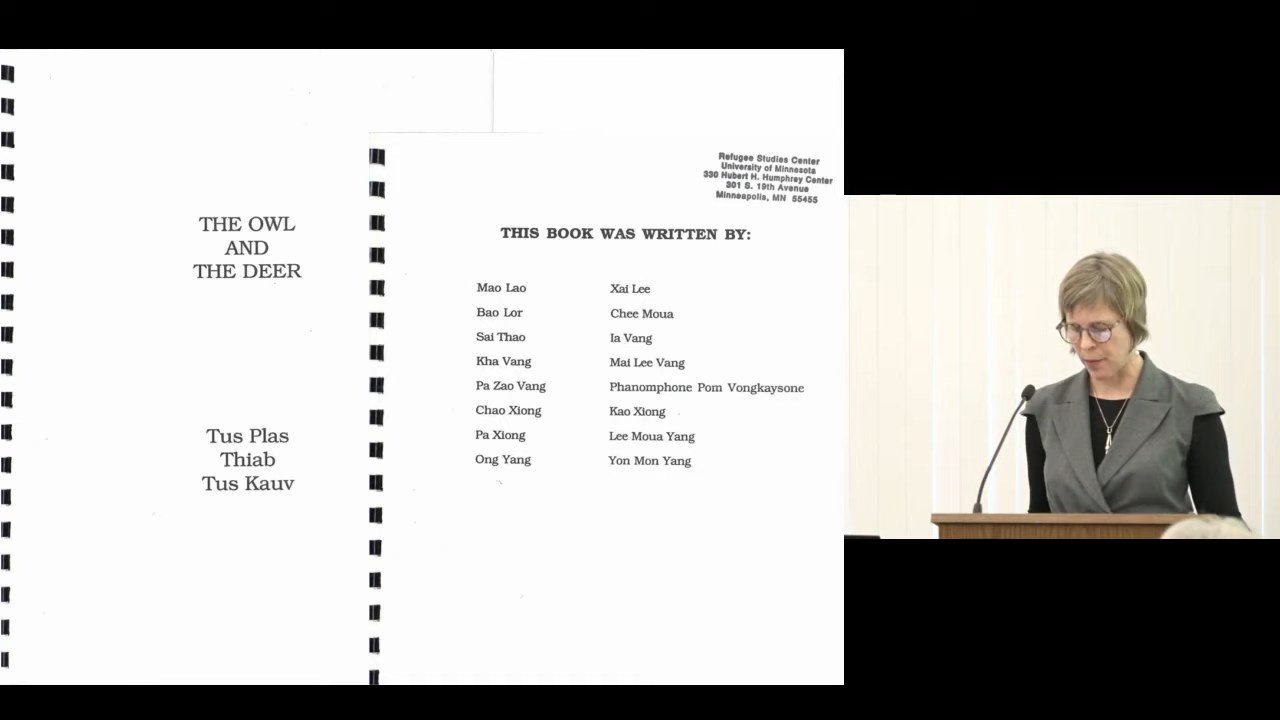 THE OWL
AND
THE DEER
Tus Plas
Thiab
Tus Kauv
Refugee Studies Center
University of Minnesota
330 Hubert H. Humphrey Center
301 S. 19th Avenue
Minneapolis, MN 55455
THIS BOOK WAS WRITTEN BY:
Mao Lao
Bao Lor
Sai Thao
Kha Vang
Pa Zao Vang
Chao Xiong
Pa Xiong
Ong Yang
Xai Lee
Chee Moua
Ia Vang
Mai Lee Vang
Phanomphone Pom Vongkaysone
Kao Xiong
Lee Moua Yang
Yon Mon Yang